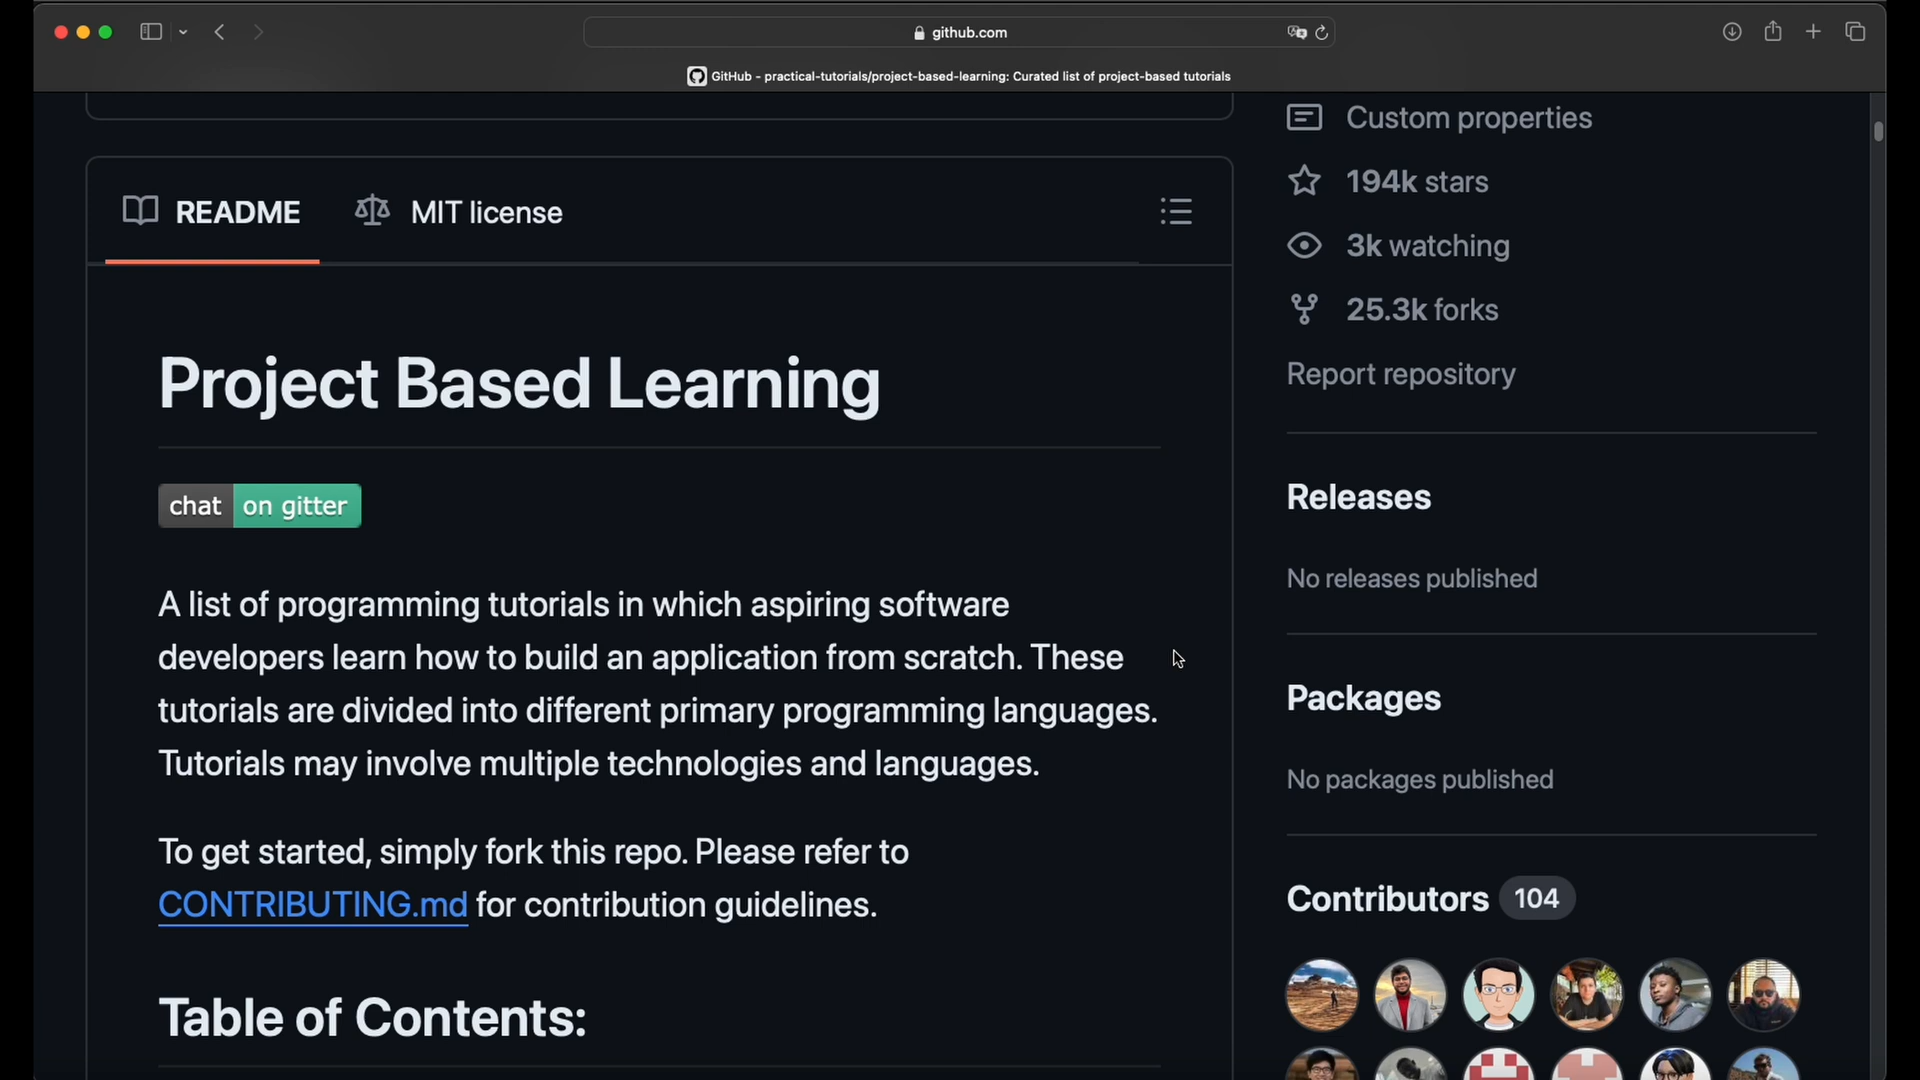 github.com
GitHub - practical-tutorials/project-based-learning: Curated list of project-based tutorials
Custom properties
194k stars
3k watching
25.3k forks
Report repository
README
MIT license
Project Based Learning
chat on gitter
A list of programming tutorials in which aspiring software
developers learn how to build an application from scratch. These
tutorials are divided into different primary programming languages.
Tutorials may involve multiple technologies and languages.
To get started, simply fork this repo. Please refer to
CONTRIBUTING.md for contribution guidelines.
Table of Contents:
Releases
No releases published
Packages
No packages published
Contributors 104